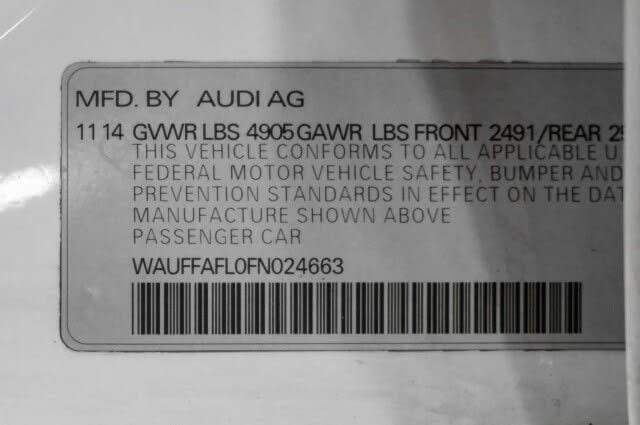 MFD. BY AUDI AG
11 14 GVWR LBS 4905 GAWR LBS FRONT 2491/REAR
THIS VEHICLE CONFORMS TO ALL APPLICABLE
FEDERAL MOTOR VEHICLE SAFETY, BUMPER AND
PREVENTION STANDARDS IN EFFECT ON THE
MANUFACTURE SHOWN ABOVE
PASSENGER CAR
WAUFFAFL0FN024663